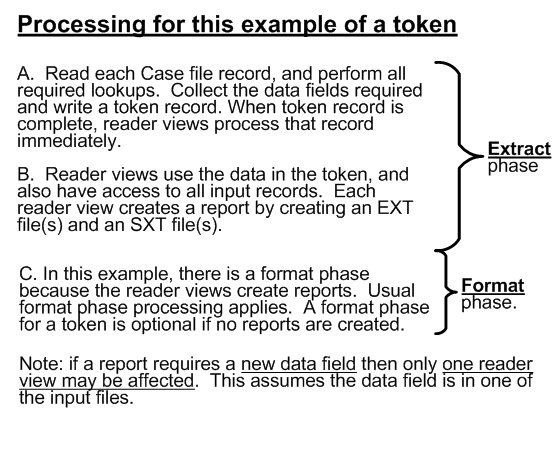 Processing for this example of a token
A.  Read each Case file record, and perform all
required lookups.  Collect the data fields required
and write a token record. When token record is
complete, reader views process that record
immediately.
B.  Reader views use the data in the token, and
also have access to all input records.  Each
reader view creates a report by creating an EXT
file(s) and an SXT file(s).
Extract
phase
C. In this example, there is a format phase
because the reader views create reports.  Usual
format phase processing applies.  A format phase
for a token is optional if no reports are created.
Format
phase.
Note: if a report requires a new data field then only one reader
view may be affected.  This assumes the data field is in one of
the input files.